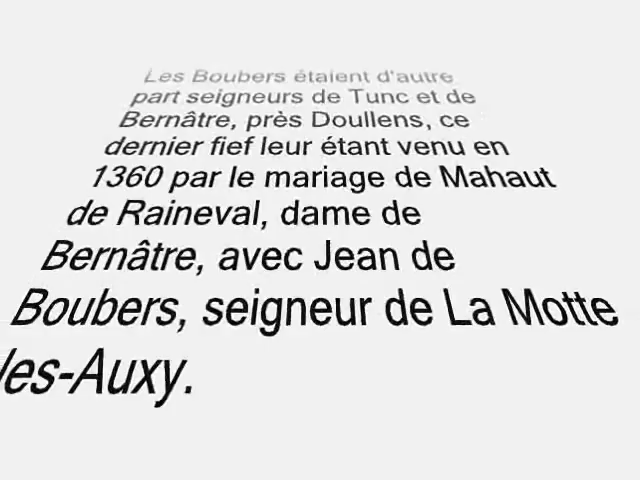 Les Boubers étaient d'autre
part seigneurs de Tunc et de
Bernâtre, près Doullens, ce
dernier fief leur étant venu en
1360 par le mariage de Mahaut
de Raineval, dame de
Bernâtre, avec Jean de
Boubers, seigneur de La Motte
les-Auxy.